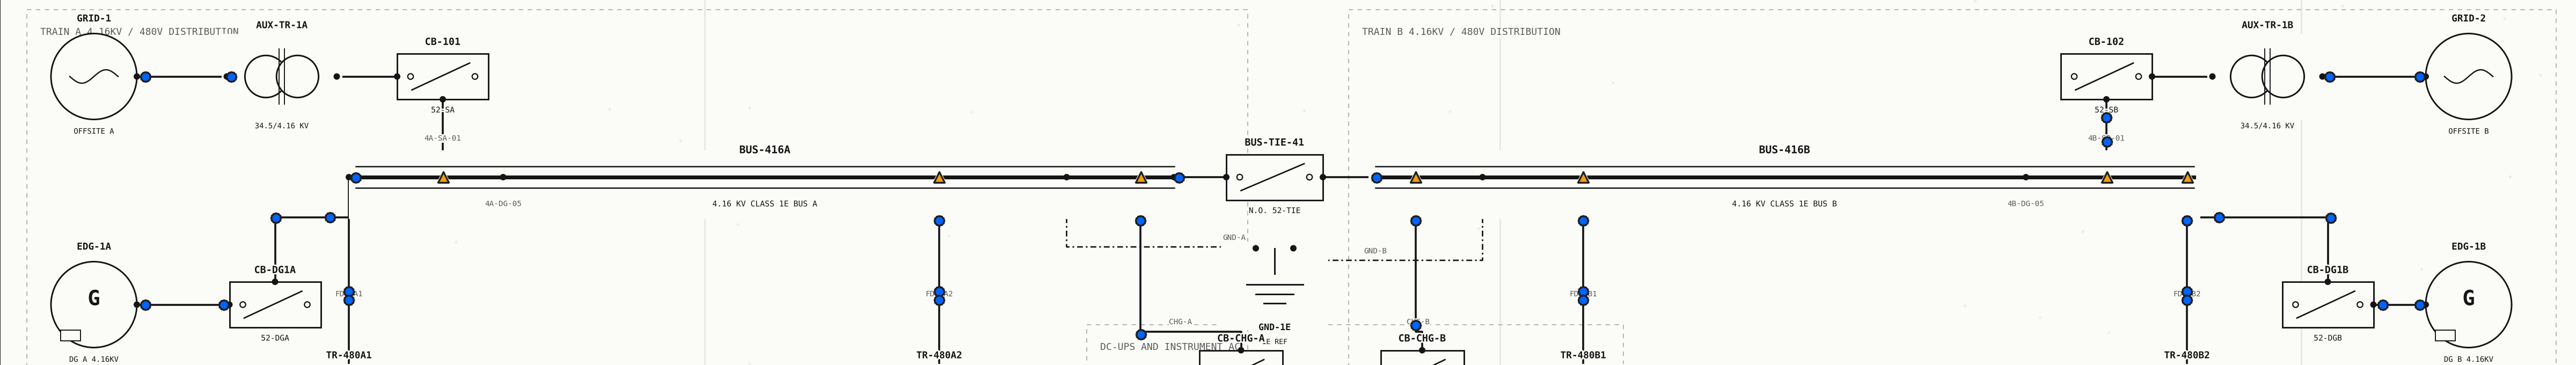 GRID-1
TRAIN A 4.16KV / 480V DISTRIBUTION
AUX-TR-1A
CB-101
52-SA
OFFSITE A
34.5/4.16 KV
4A-SA-01
BUS-416A
4A-DG-05
4.16 KV CLASS 1E BUS A
BUS-TIE-41
N.O. 52-TIE
TRAIN B 4.16KV / 480V DISTRIBUTION
CB-102
52-SB
AUX-TR-1B
34.5/4.16 KV
GRID-2
OFFSITE B
BUS-416B
4.16 KV CLASS 1E BUS B
4B-DG-05
GND-A
GND-B
EDG-1A
G
DG A 4.16KV
CB-DG1A
52-DGA
TR-480A1
TR-480A2
CHG-A
GND-1E
CB-CHG-A
DC-UPS AND INSTRUMENT AC
CB-CHG-B
TR-480B1
TR-480B2
CB-DG1B
52-DGB
EDG-1B
G
DG B 4.16KV